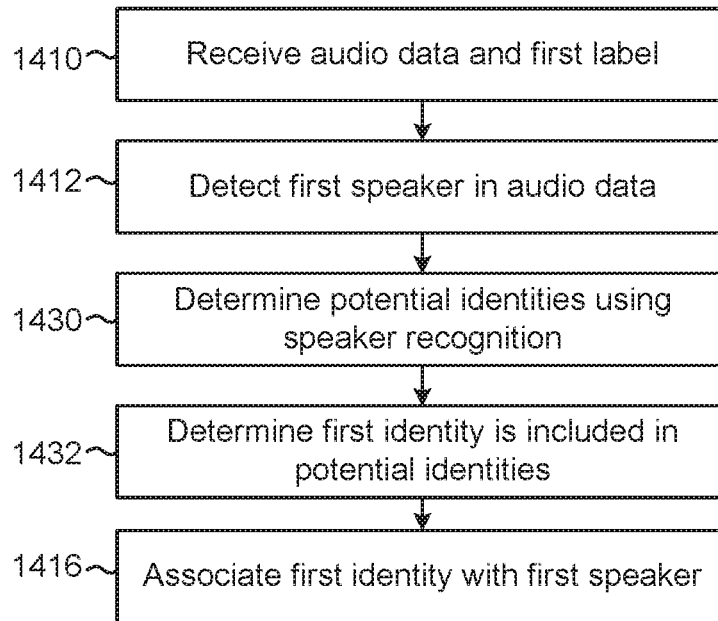 1410
Receive audio data and first label
1412
Detect first speaker in audio data
1430
Determine potential identities using
speaker recognition
1432
Determine first identity is included in
potential identities
1416
Associate first identity with first speaker